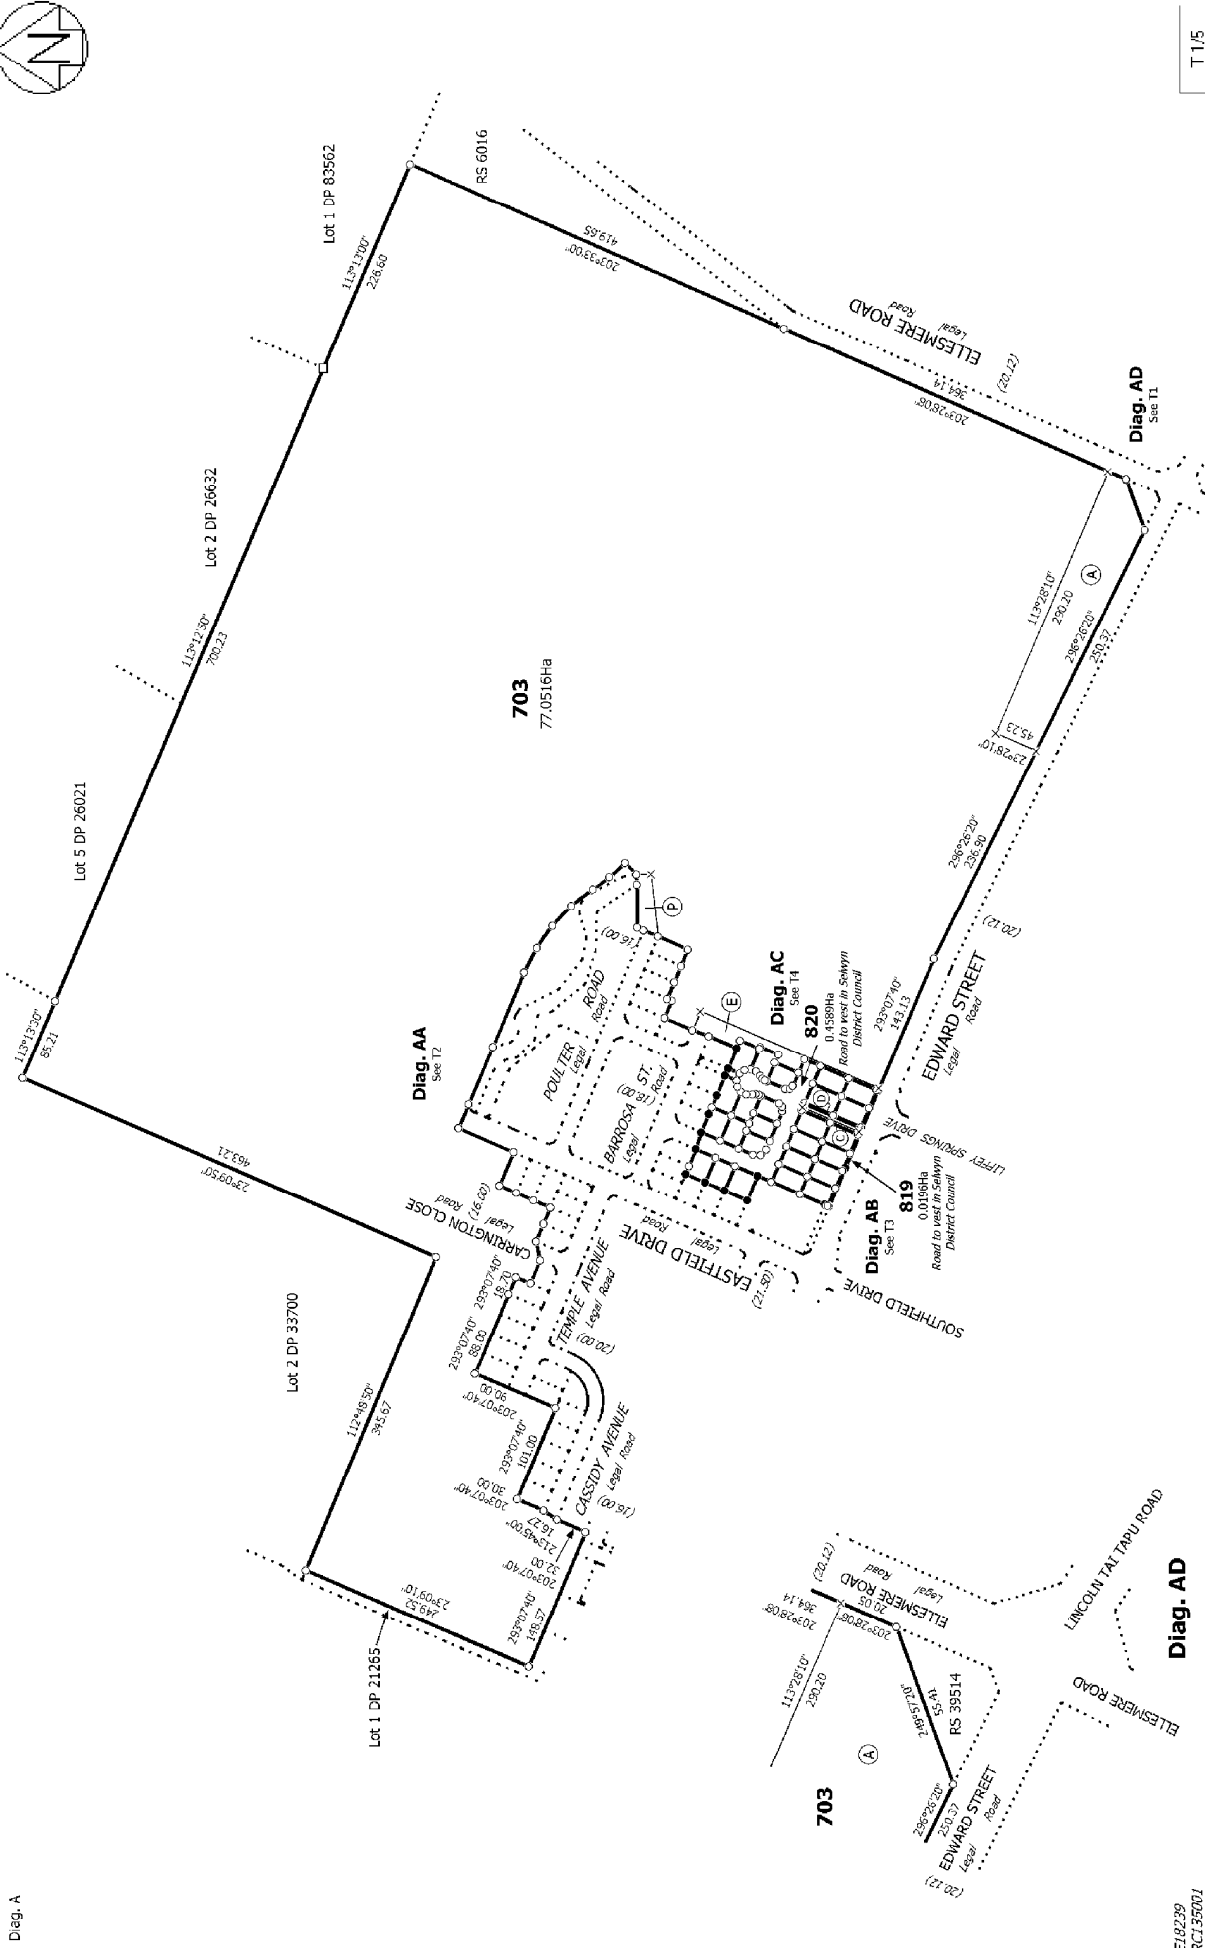 Diag. A
N
T 1/5
Lot 1 DP 21265
Lot 2 DP 33700
Lot 5 DP 26021
Lot 2 DP 26632
Lot 1 DP 83562
RS 6016
249.52
23°09'10"
112°48'50"
345.67
463.21
23°09'50"
113°13'30"
85.21
113°12'50"
700.23
113°13'00"
226.60
419.65
203°33'00"
364.14
203°28'08"
ELLESMERE ROAD
Legal Road
(20.12)
Diag. AD
See T1
703
77.0516Ha
113°28'10"
290.20
A
296°26'20"
250.37
45.23
23°28'10"
296°26'20"
236.90
(20.12)
293°07'40"
143.13
EDWARD STREET
Legal Road
293°07'40"
148.57
203°07'40"
32.00
213°45'00"
16.27
203°07'40"
30.00
293°07'40"
101.00
203°07'40"
90.00
293°07'40"
88.00
293°07'40"
18.70
CARRINGTON CLOSE
Legal Road (16.00)
CASSIDY AVENUE
(16.00) Legal Road
TEMPLE AVENUE
(20.00) Legal Road
EASTFIELD DRIVE
Legal Road
(21.50)
SOUTHFIELD DRIVE
LIFFEY SPRINGS DRIVE
Diag. AA
See T2
POULTER ROAD
Legal Road
(16.00)
BARROSA ST.
Legal Road
(18.00)
P
E
Diag. AC
See T4
820
0.4589Ha
Road to vest in Selwyn
District Council
D
C
Diag. AB
See T3
819
0.0196Ha
Road to vest in Selwyn
District Council
703
A
113°28'10"
290.20
203°28'08"
364.14
(20.12)
ELLESMERE ROAD
Legal Road
203°28'08"
20.05
249°57'20"
55.41
RS 39514
296°26'20"
250.37
EDWARD STREET
Legal Road
(20.12)
LINCOLN TAI TAPU ROAD
ELLESMERE ROAD
Diag. AD
E18239
RC135001